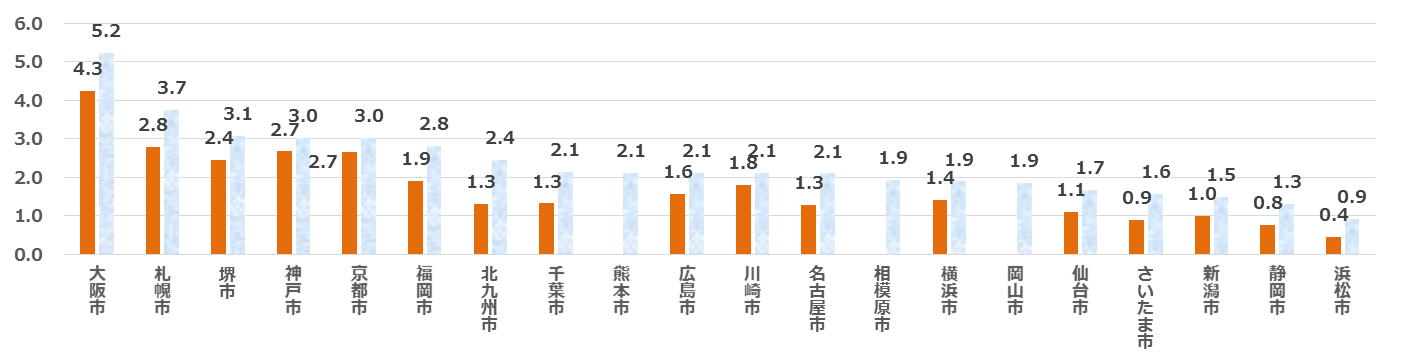 6.0
5.0
4.0
3.0
2.0
1.0
0.0
4.3 5.2
2.8 3.7
2.4 3.1
2.7 3.0
2.7 3.0
1.9 2.8
1.3 2.4
1.3 2.1
2.1
1.6 2.1
1.8 2.1
1.3 2.1
1.9
1.4 1.9
1.9
1.1 1.7
0.9 1.6
1.0 1.5
0.8 1.3
0.4 0.9
大阪市
札幌市
堺市
神戸市
京都市
福岡市
北九州市
千葉市
熊本市
広島市
川崎市
名古屋市
相模原市
横浜市
岡山市
仙台市
さいたま市
新潟市
静岡市
浜松市